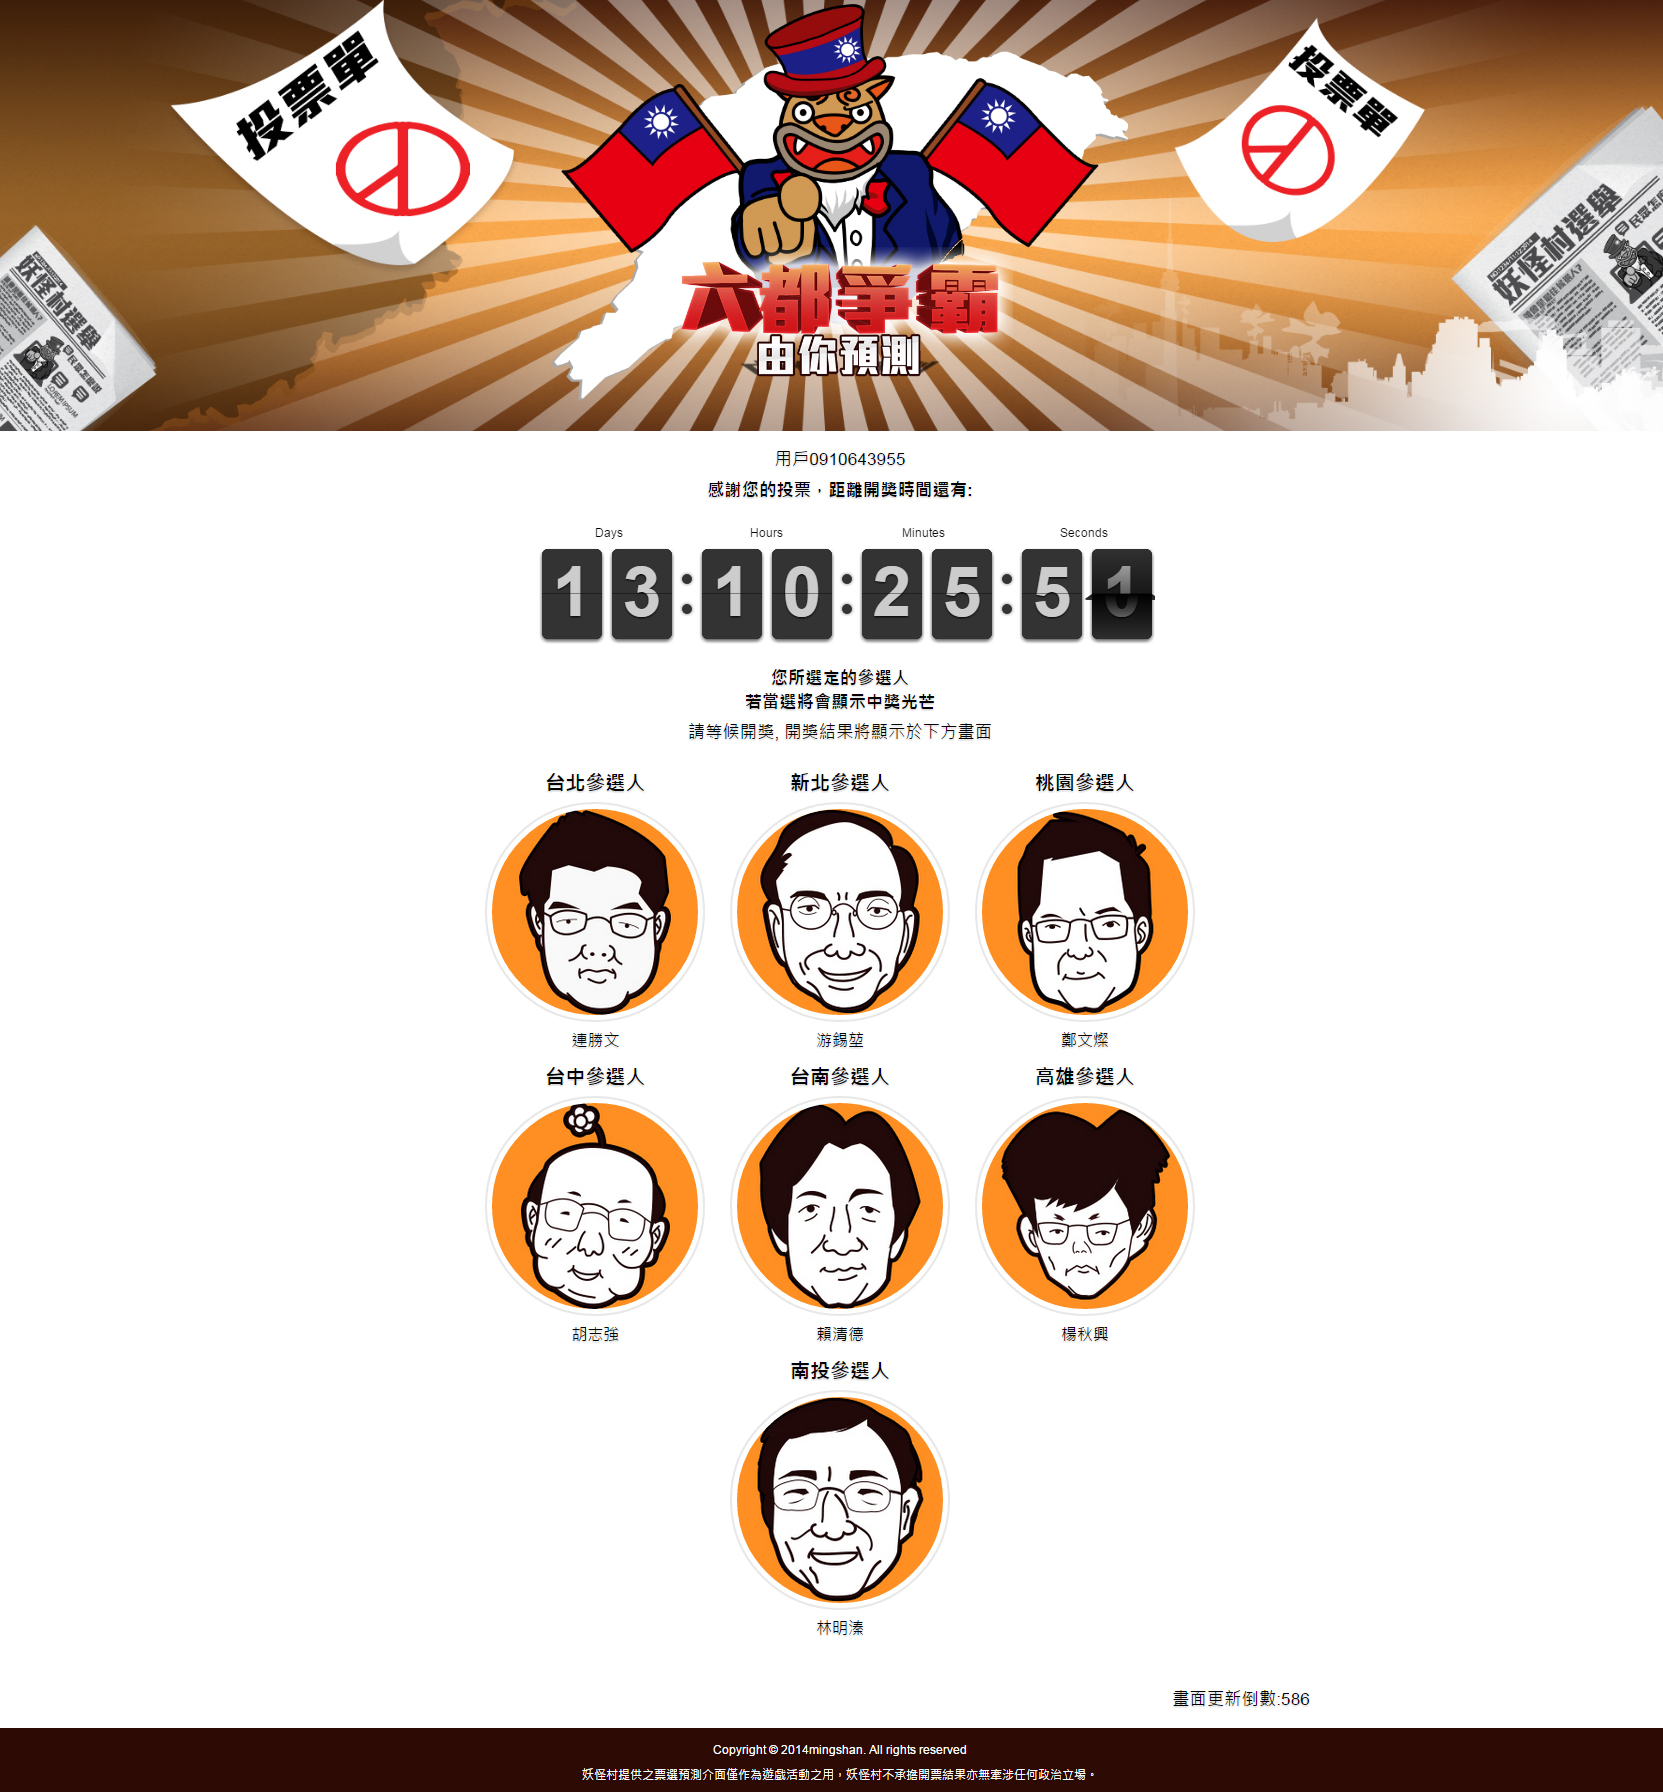 投票單
投票單
妖怪村選舉
妖怪村選舉
六都爭霸
由你預測
用戶0910643955
感謝您的投票，距離開獎時間還有:
Days Hours Minutes Seconds
13:10:25:5
您所選定的參選人
若當選將會顯示中獎光芒
請等候開獎, 開獎結果將顯示於下方畫面
台北參選人 新北參選人 桃園參選人
連勝文 游錫堃 鄭文燦
台中參選人 台南參選人 高雄參選人
胡志強 賴清德 楊秋興
南投參選人
林明溱
畫面更新倒數:586
Copyright © 2014mingshan. All rights reserved
妖怪村提供之票選預測介面僅作為遊戲活動之用，妖怪村不承擔開票結果亦無牽涉任何政治立場。